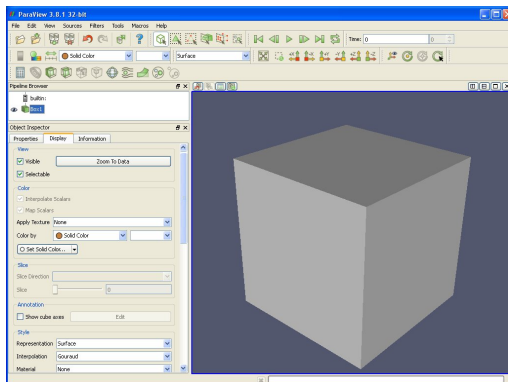 ParaView 3.8.1 32-bit
File Edit View Sources Filters Tools Macros Help
Time: 0 0
Solid Color Surface
Pipeline Browser
builtin:
Box1
Object Inspector
Properties Display Information
View
Visible Zoom To Data
Selectable
Color
Interpolate Scalars
Map Scalars
Apply Texture None
Color by Solid Color
Set Solid Color...
Slice
Slice Direction
Slice 0
Annotation
Show cube axes Edit
Style
Representation Surface
Interpolation Gouraud
Material None